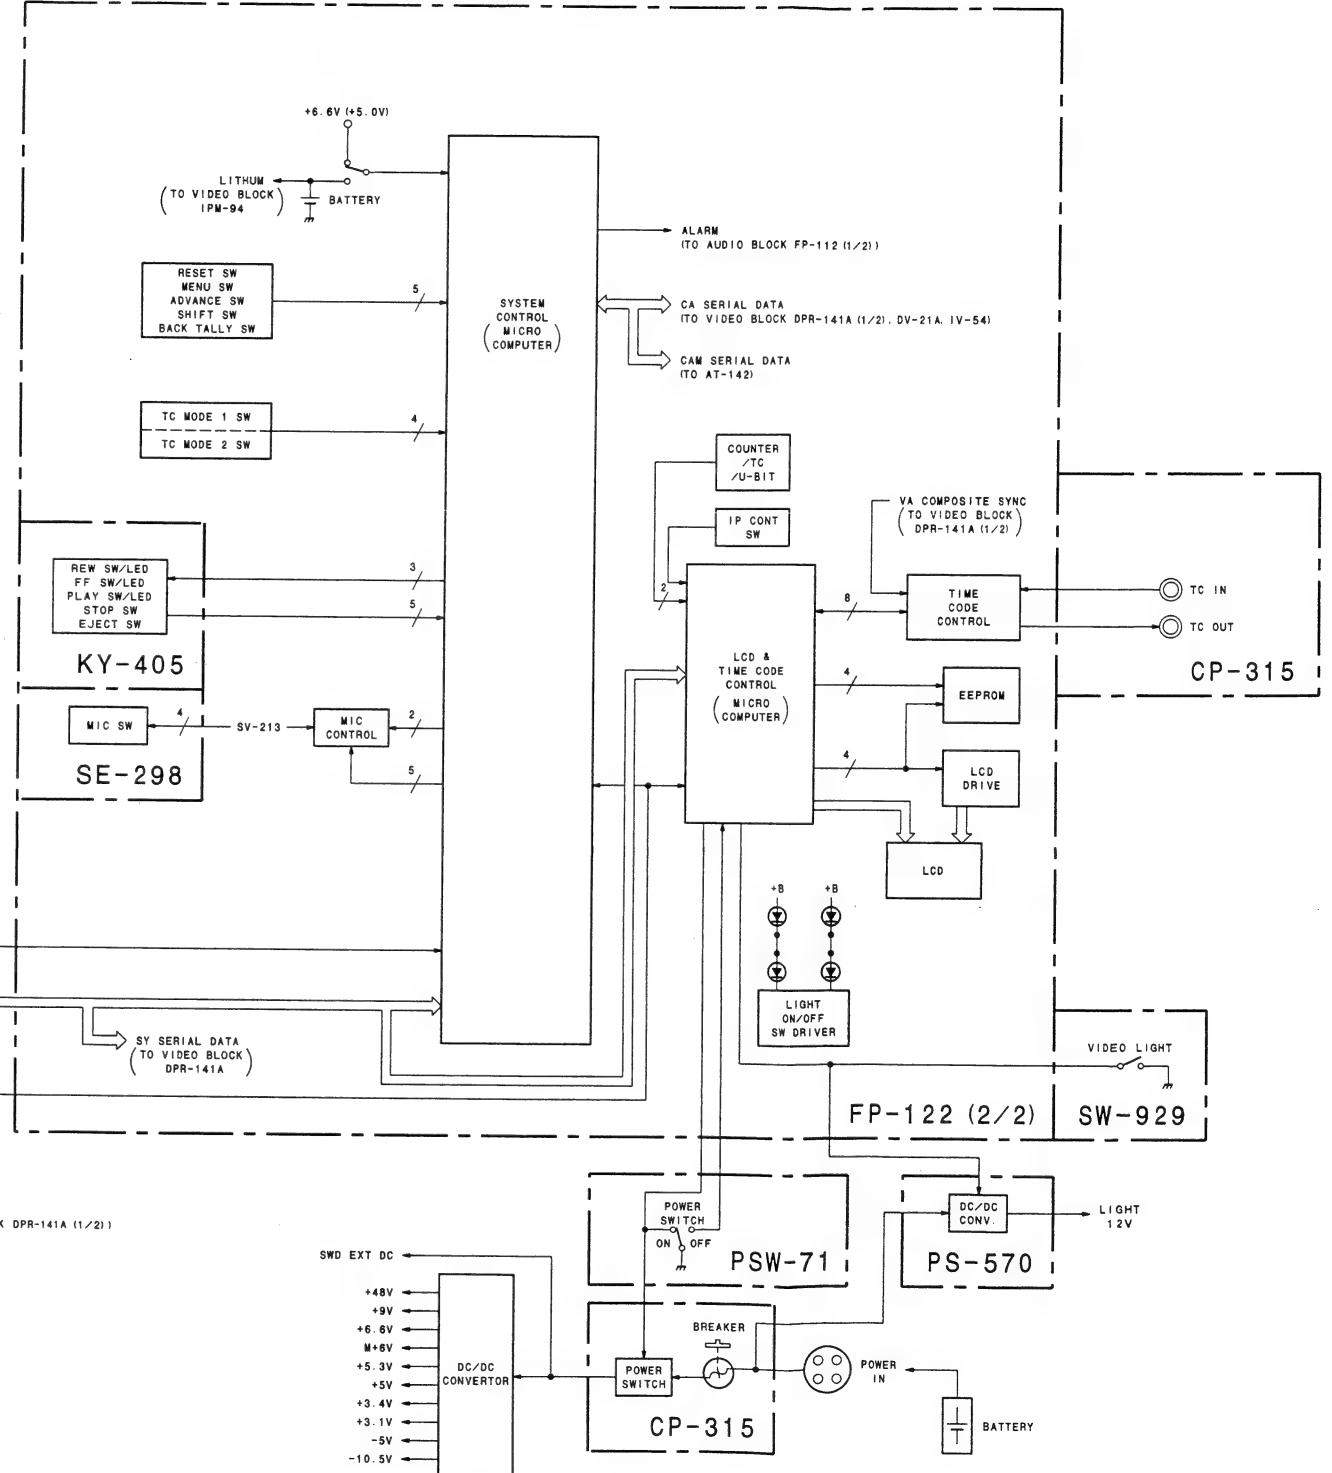 +6.6V (+5.0V)
LITHUM
(TO VIDEO BLOCK
IPM-94)
BATTERY
ALARM
(TO AUDIO BLOCK FP-112 (1/2))
RESET SW
MENU SW
ADVANCE SW
SHIFT SW
BACK TALLY SW
5
SYSTEM
CONTROL
(MICRO
COMPUTER)
CA SERIAL DATA
(TO VIDEO BLOCK DPR-141A (1/2), DV-21A, IV-54)
CAM SERIAL DATA
(TO AT-142)
TC MODE 1 SW
TC MODE 2 SW
4
COUNTER
/TC
/U-BIT
IP CONT
SW
2
VA COMPOSITE SYNC
(TO VIDEO BLOCK
DPR-141A (1/2))
REW SW/LED
FF SW/LED
PLAY SW/LED
STOP SW
EJECT SW
3
5
KY-405
LCD &
TIME CODE
CONTROL
(MICRO
COMPUTER)
8
TIME
CODE
CONTROL
TC IN
TC OUT
CP-315
4
EEPROM
MIC SW
4
SV-213
MIC
CONTROL
2
5
SE-298
4
LCD
DRIVE
LCD
+B
+B
LIGHT
ON/OFF
SW DRIVER
SY SERIAL DATA
(TO VIDEO BLOCK
DPR-141A)
VIDEO LIGHT
FP-122 (2/2)
SW-929
K DPR-141A (1/2))
POWER
SWITCH
ON OFF
PSW-71
DC/DC
CONV.
LIGHT
12V
PS-570
SWD EXT DC
+48V
+9V
+6.6V
M+6V
+5.3V
+5V
+3.4V
+3.1V
-5V
-10.5V
DC/DC
CONVERTOR
BREAKER
POWER
SWITCH
CP-315
POWER
IN
BATTERY